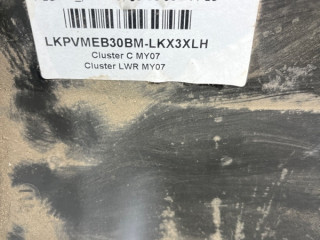 LKPVMEB30BM-LKX3XLH
Cluster C MY07
Cluster LWR MY07